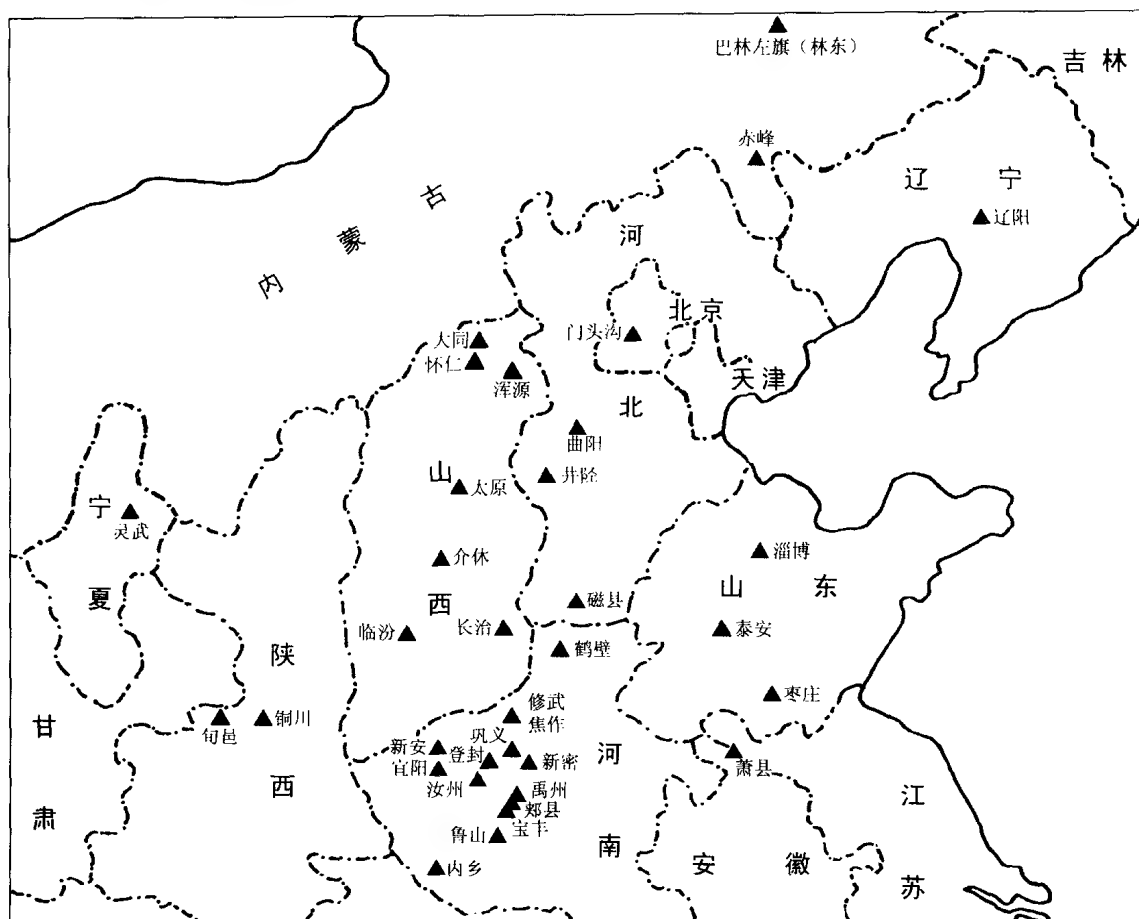 巴林左旗（林东）
吉林
赤峰
辽宁
辽阳
内蒙古
河北
北京
门头沟
天津
大同
怀仁
浑源
曲阳
井陉
山西
太原
宁夏
灵武
介休
淄博
山东
磁县
临汾
长治
泰安
鹤壁
陕西
枣庄
甘肃
旬邑
铜川
修武
焦作
新安
登封
巩义
河南
新密
萧县
宜阳
汝州
禹州
郏县
宝丰
江苏
鲁山
内乡
安徽